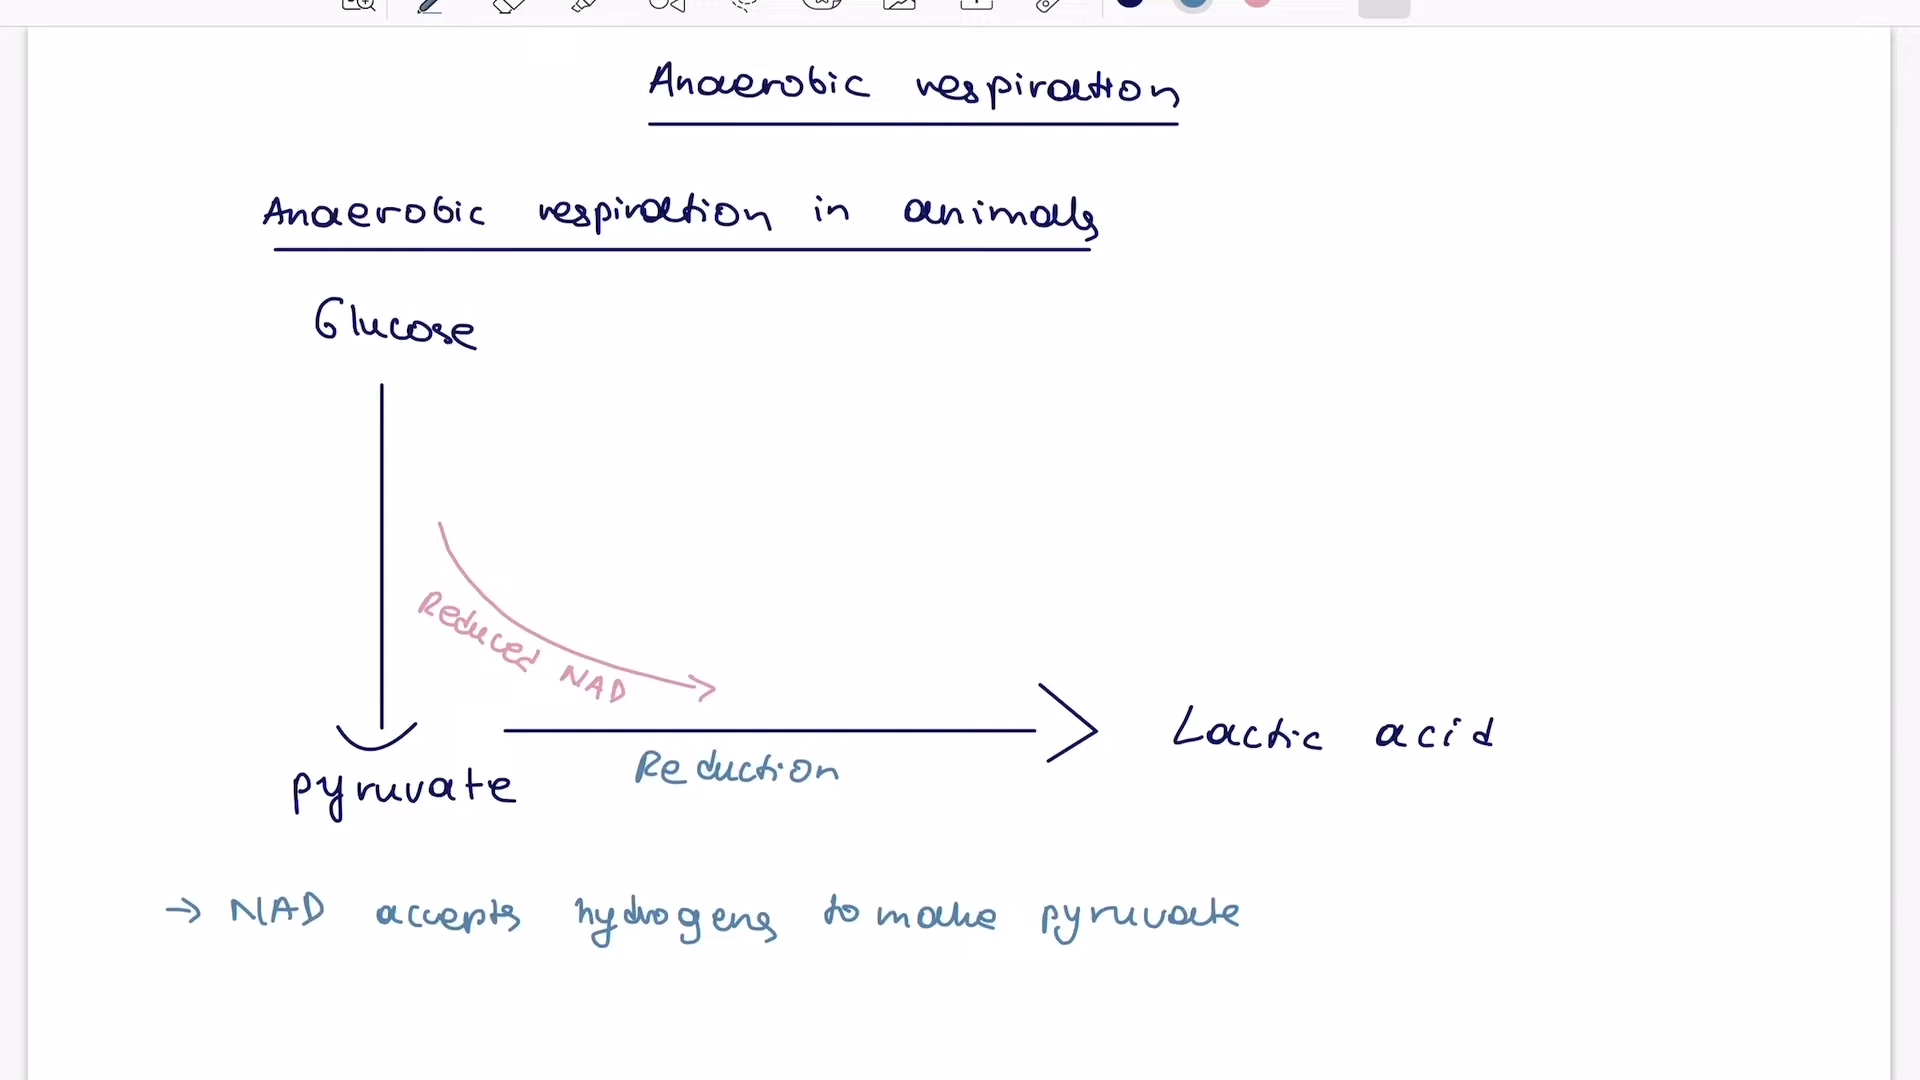 Anaerobic respiration
Anaerobic respiration in animals
Glucose
Reduced NAD
Lactic acid
Reduction
pyruvate
→ NAD accepts hydrogens to make pyruvate